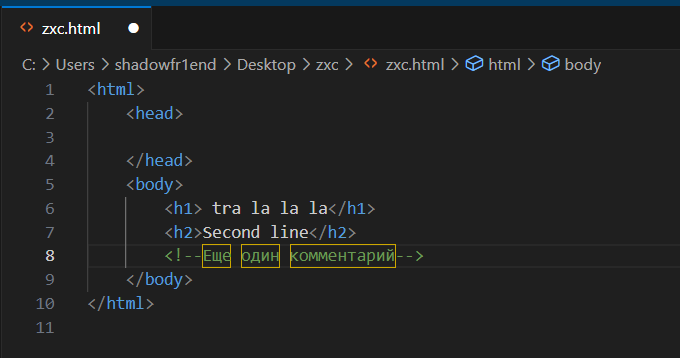 zxc.html
C: > Users > shadowfr1end > Desktop > zxc > zxc.html > html > body
1 <html>
2 <head>
3
4 </head>
5 <body>
6 <h1> tra la la la</h1>
7 <h2>Second line</h2>
8 <!--Еще один комментарий-->
9 </body>
10 </html>
11